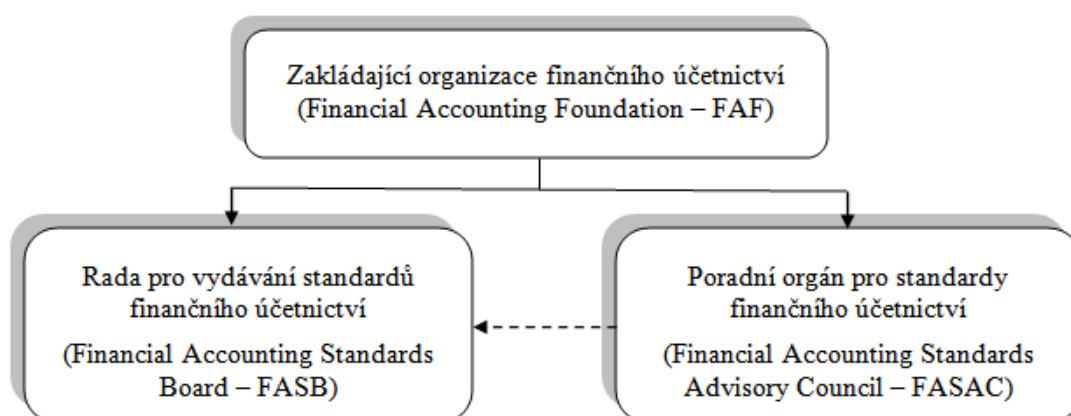 Zakládající organizace finančního účetnictví
(Financial Accounting Foundation – FAF)
Rada pro vydávání standardů
finančního účetnictví
(Financial Accounting Standards
Board – FASB)
Poradní orgán pro standardy
finančního účetnictví
(Financial Accounting Standards
Advisory Council – FASAC)